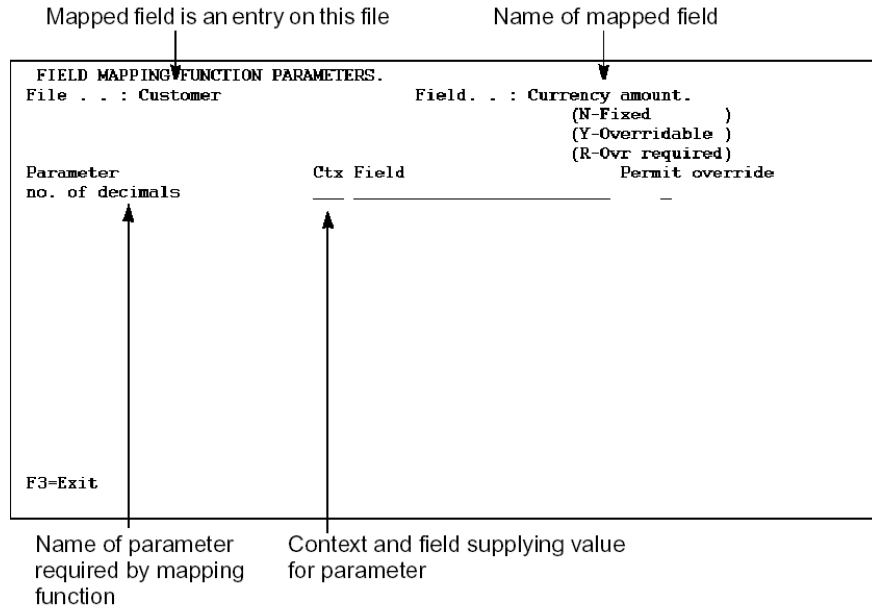 Mapped field is an entry on this file    Name of mapped field
FIELD MAPPING FUNCTION PARAMETERS.
File . . : Customer    Field. . : Currency amount.
(N-Fixed       )
(Y-Overridable )
(R-Ovr required)
Parameter    Ctx Field    Permit override
no. of decimals
F3=Exit
Name of parameter    Context and field supplying value
required by mapping    for parameter
function